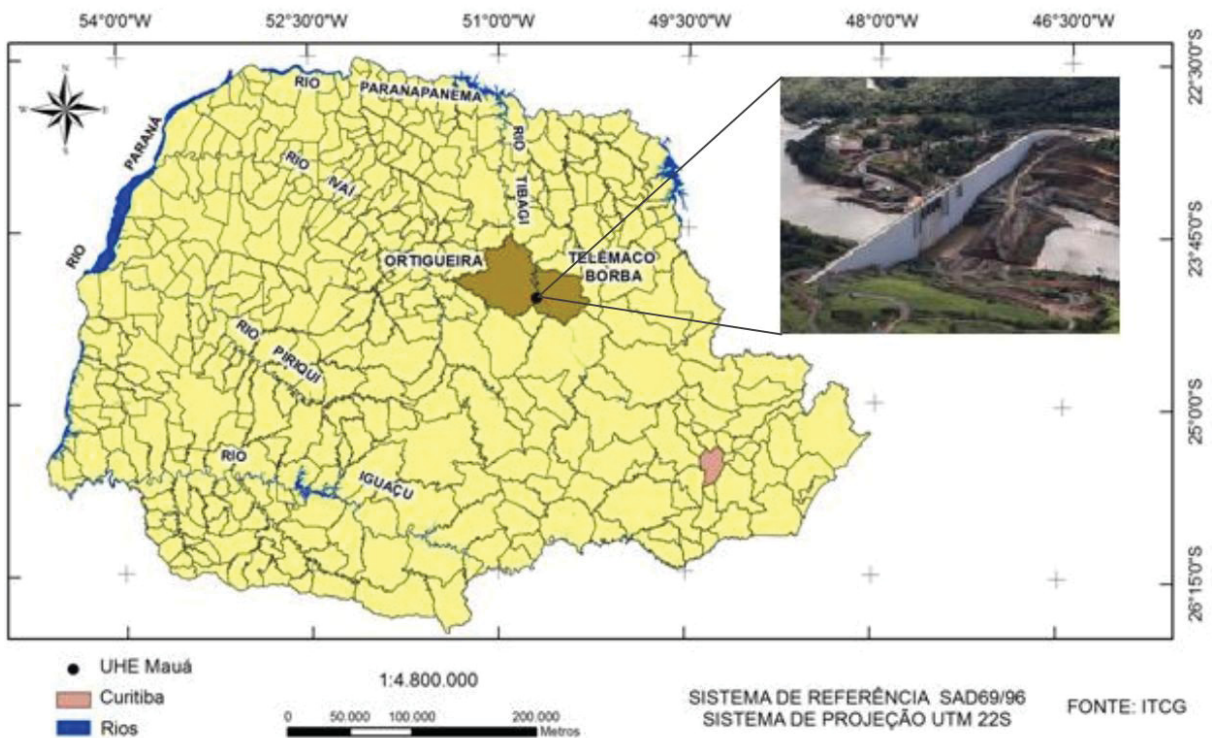 54°0'0"W 52°30'0"W 51°0'0"W 49°30'0"W 48°0'0"W 46°30'0"W
22°30'0"S
23°45'0"S
25°00'0"S
26°15'0"S
N
RIO PARANAPANEMA
RIO PARANÁ
RIO TIBAGI
RIO IVAÍ
ORTIGUEIRA
TELÊMACO
BORBA
RIO PIRIQUI
RIO IGUAÇU
UHE Mauá
Curitiba
Rios
1:4.800.000
0 50.000 100.000 200.000
Metros
SISTEMA DE REFERÊNCIA SAD69/96
SISTEMA DE PROJEÇÃO UTM 22S
FONTE: ITCG